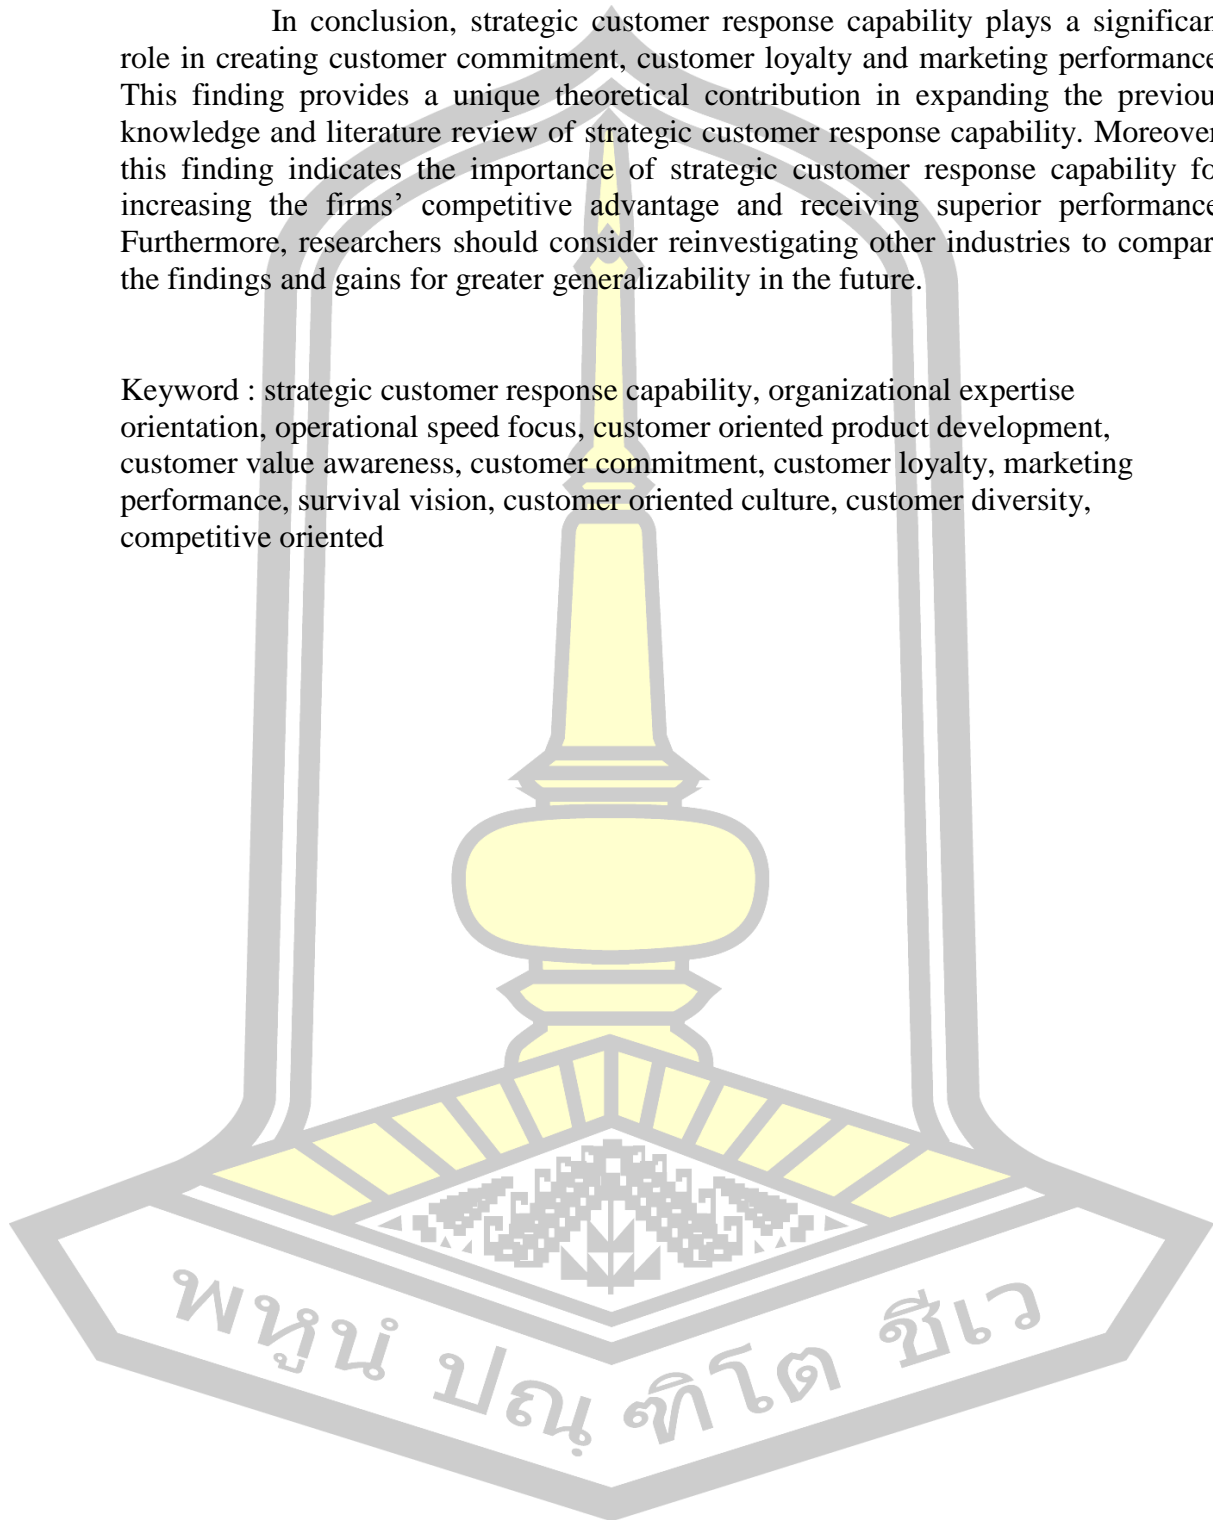 In conclusion, strategic customer response capability plays a significan
role in creating customer commitment, customer loyalty and marketing performance
This finding provides a unique theoretical contribution in expanding the previou
knowledge and literature review of strategic customer response capability. Moreover
this finding indicates the importance of strategic customer response capability fo
increasing the firms’ competitive advantage and receiving superior performance
Furthermore, researchers should consider reinvestigating other industries to compar
the findings and gains for greater generalizability in the future.
Keyword : strategic customer response capability, organizational expertise
orientation, operational speed focus, customer oriented product development,
customer value awareness, customer commitment, customer loyalty, marketing
performance, survival vision, customer oriented culture, customer diversity,
competitive oriented
พหูนํ ปณฺฑิโต ชีเว